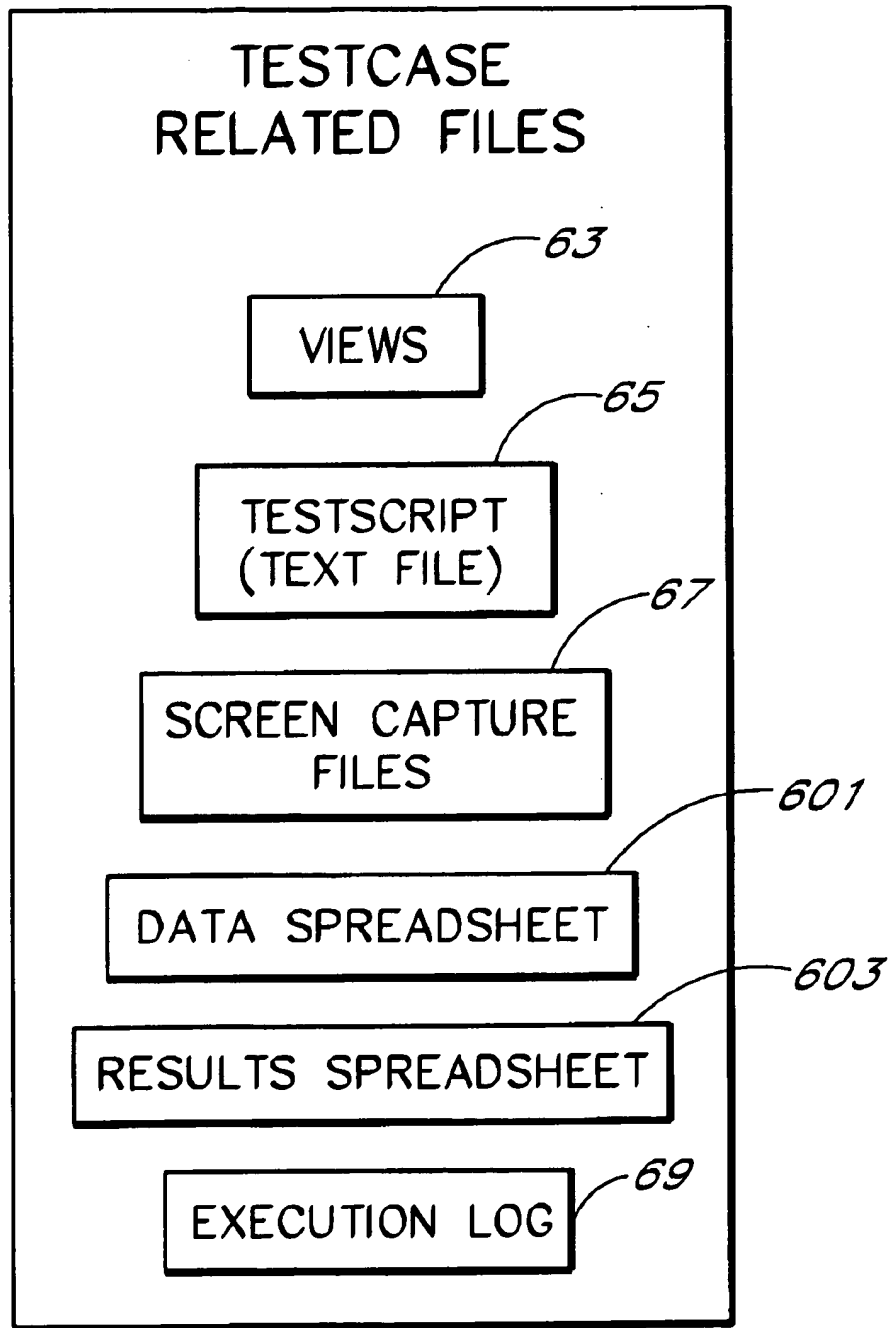 TESTCASE
RELATED FILES
63
VIEWS
65
TESTSCRIPT
(TEXT FILE)
67
SCREEN CAPTURE
FILES
601
DATA SPREADSHEET
603
RESULTS SPREADSHEET
69
EXECUTION LOG